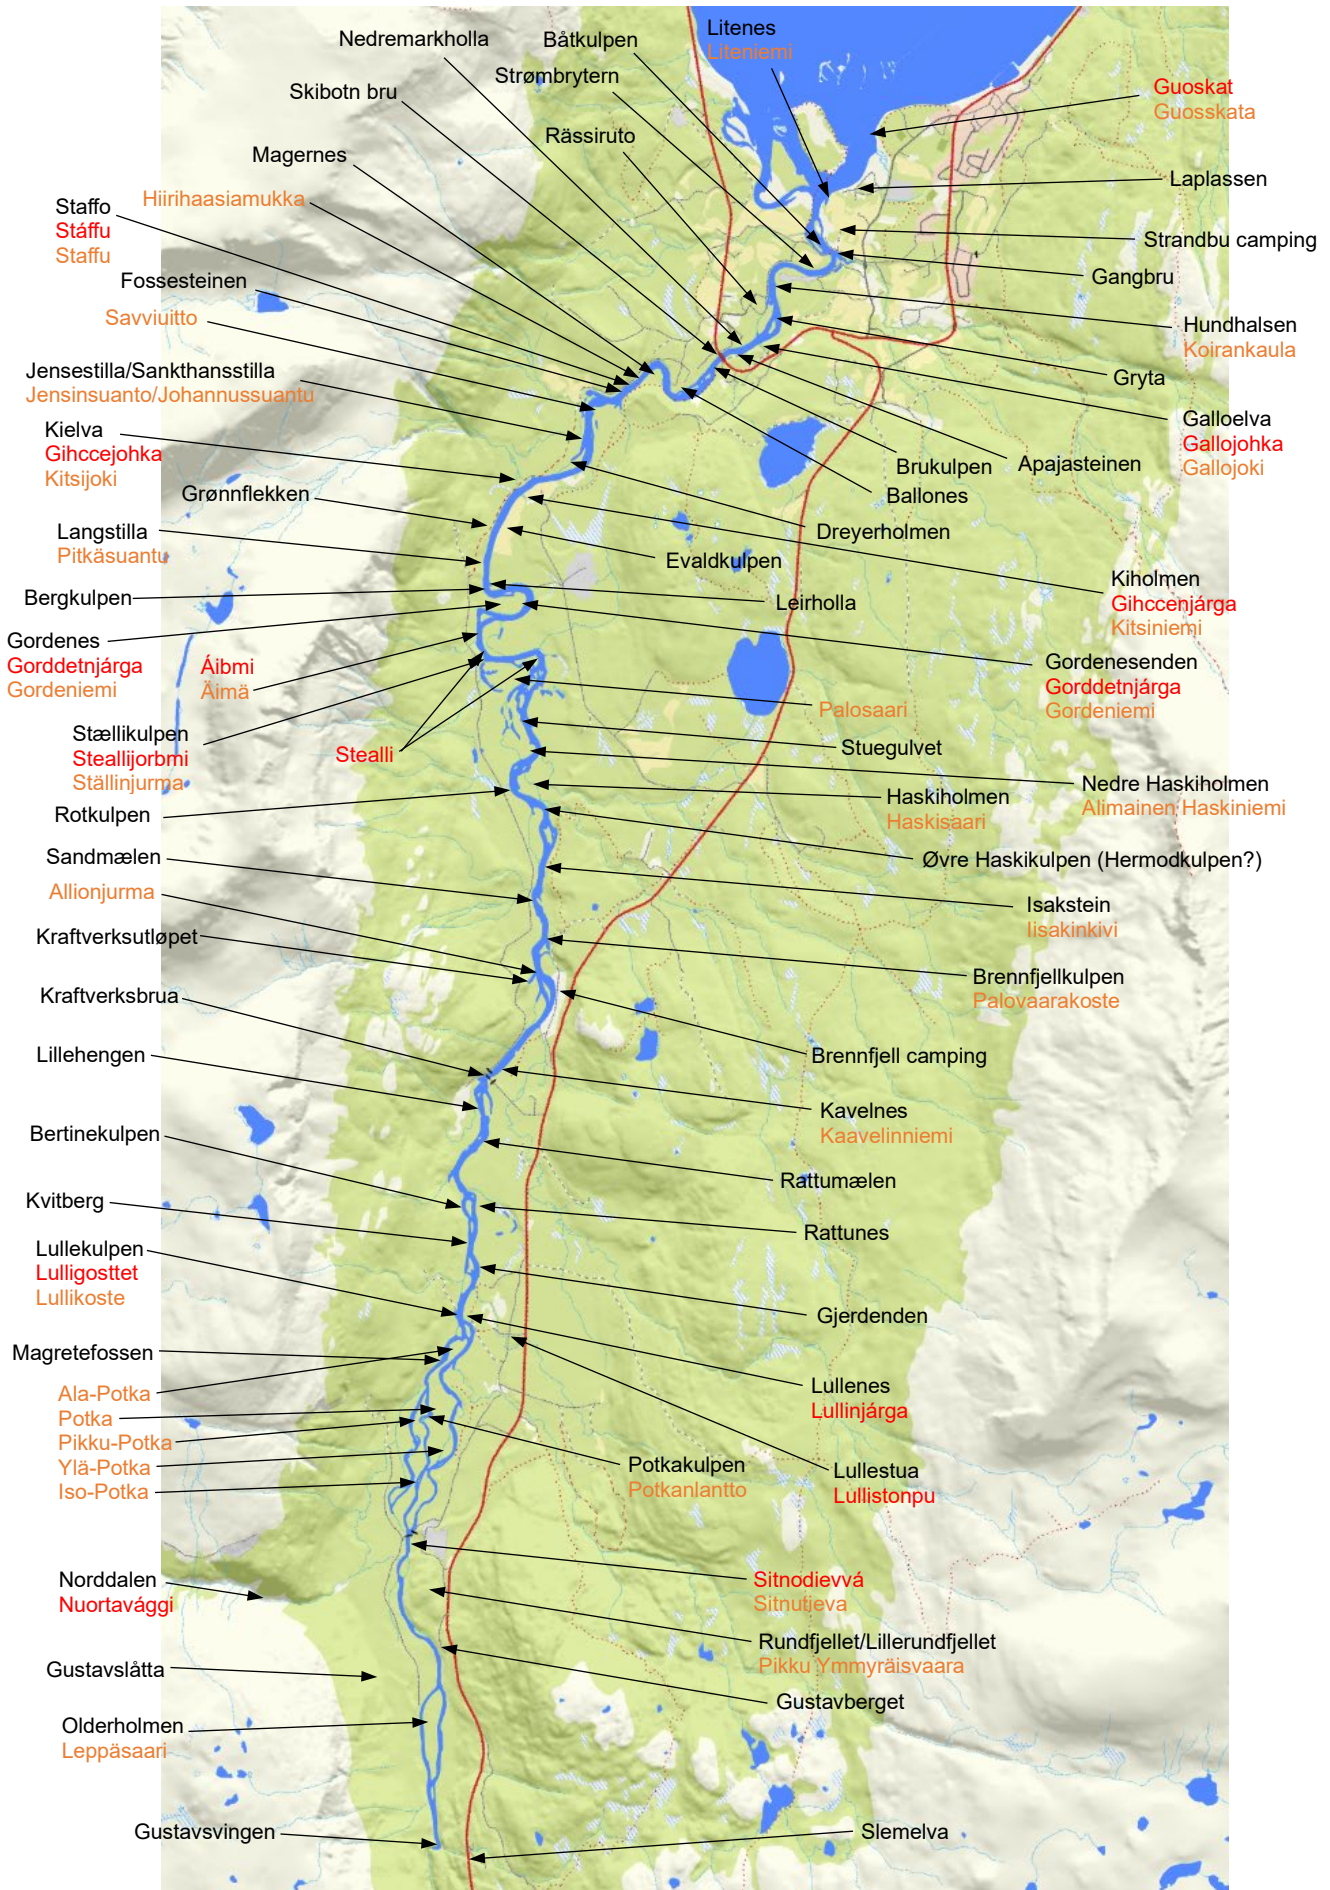 Nedremarkholla
Båtkulpen
Litenes
Liteniemi
Strømbrytern
Skibotn bru
Guoskat
Guosskata
Rässiruto
Magernes
Laplassen
Hiirihaasiamukka
Staffo
Stáffu
Staffu
Strandbu camping
Gangbru
Fossesteinen
Savviuitto
Hundhalsen
Koirankaula
Jensestilla/Sankthansstilla
Jensinsuanto/Johannussuantu
Gryta
Galloelva
Gallojohka
Gallojoki
Kielva
Gihccejohka
Kitsijoki
Brukulpen
Apajasteinen
Ballones
Grønnflekken
Dreyerholmen
Langstilla
Pitkäsuantu
Evaldkulpen
Kiholmen
Gihccenjárga
Kitsiniemi
Bergkulpen
Leirholla
Gordenes
Gorddetnjárga
Gordeniemi
Áibmi
Äimä
Gordenesenden
Gorddetnjárga
Gordeniemi
Palosaari
Stællikulpen
Steallijorbmi
Ställinjurma
Stealli
Stuegulvet
Nedre Haskiholmen
Alimainen Haskiniemi
Haskiholmen
Haskisaari
Rotkulpen
Sandmælen
Øvre Haskikulpen (Hermodkulpen?)
Allionjurma
Isakstein
Iisakinkivi
Kraftverksutløpet
Brennfjellkulpen
Palovaarakoste
Kraftverksbrua
Lillehengen
Brennfjell camping
Kavelnes
Kaavelinniemi
Bertinekulpen
Rattumælen
Kvitberg
Rattunes
Lullekulpen
Lulligosttet
Lullikoste
Gjerdenden
Magretefossen
Ala-Potka
Potka
Pikku-Potka
Ylä-Potka
Iso-Potka
Lullenes
Lullinjárga
Potkakulpen
Potkanlantto
Lullestua
Lullistonpu
Norddalen
Nuortavággi
Sitnodievvá
Sitnutieva
Rundfjellet/Lillerundfjellet
Pikku Ymmyräisvaara
Gustavslåtta
Gustavberget
Olderholmen
Leppäsaari
Gustavsvingen
Slemelva